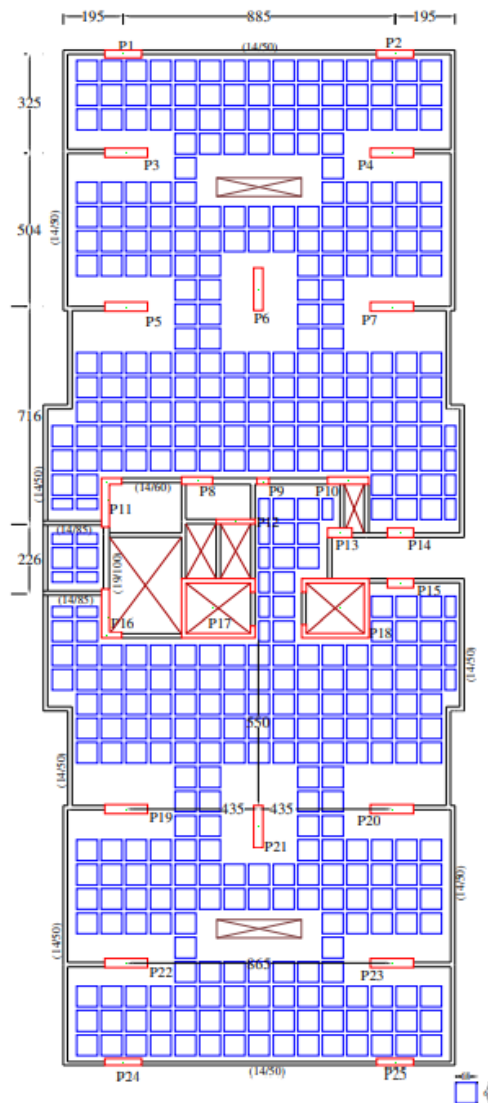 195 885 195
P1 P2
(14/50)
325
P3 P4
504
(14/50)
P5 P6 P7
716
(14/50)
(14/60) P8 P9 P10
P11 P12
(14/85) P13 P14
226
(19/100)
(14/85) P15
P16 P17 P18
(14/50)
550
(14/50)
435 435
P19 P20
P21
(14/50)
(14/50)
P22 865 P23
P24 (14/50) P25